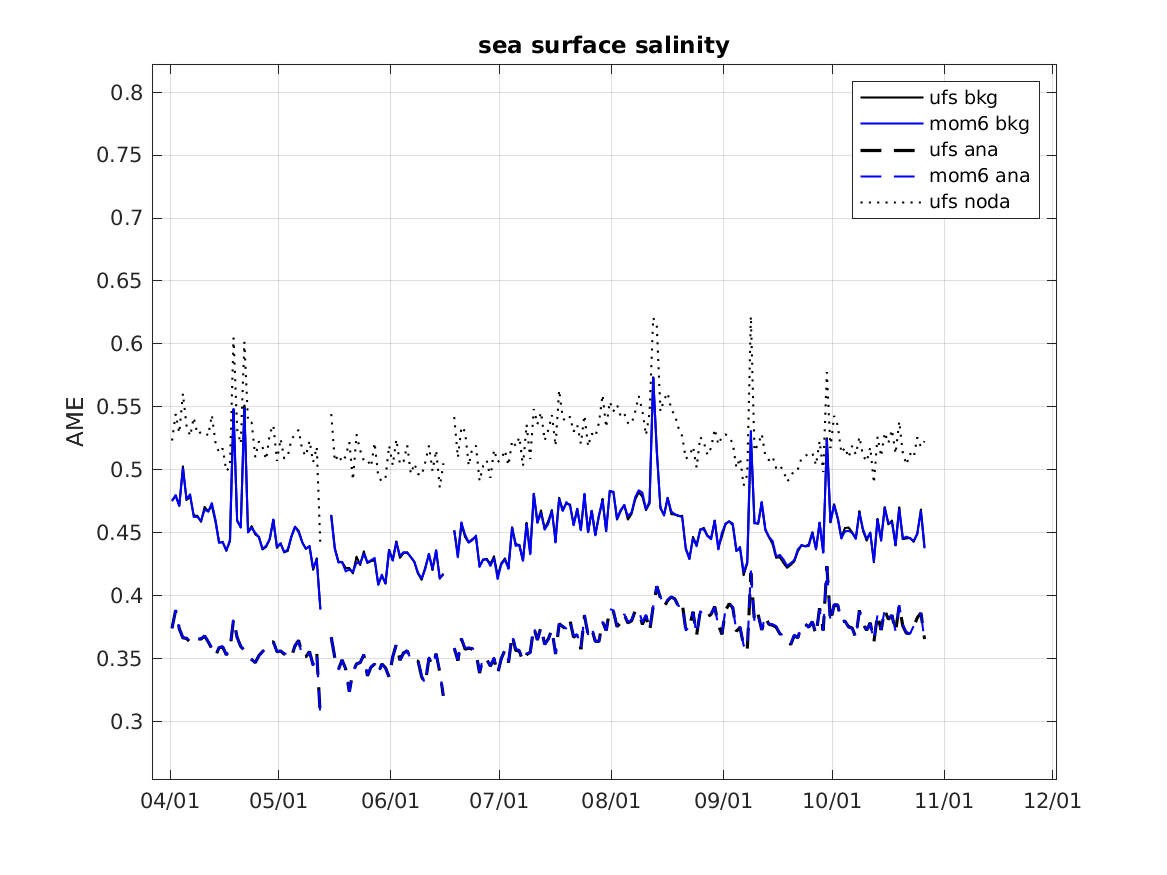 sea surface salinity
ufs bkg
mom6 bkg
ufs ana
mom6 ana
ufs noda
AME
0.8
0.75
0.7
0.65
0.6
0.55
0.5
0.45
0.4
0.35
0.3
04/01 05/01 06/01 07/01 08/01 09/01 10/01 11/01 12/01